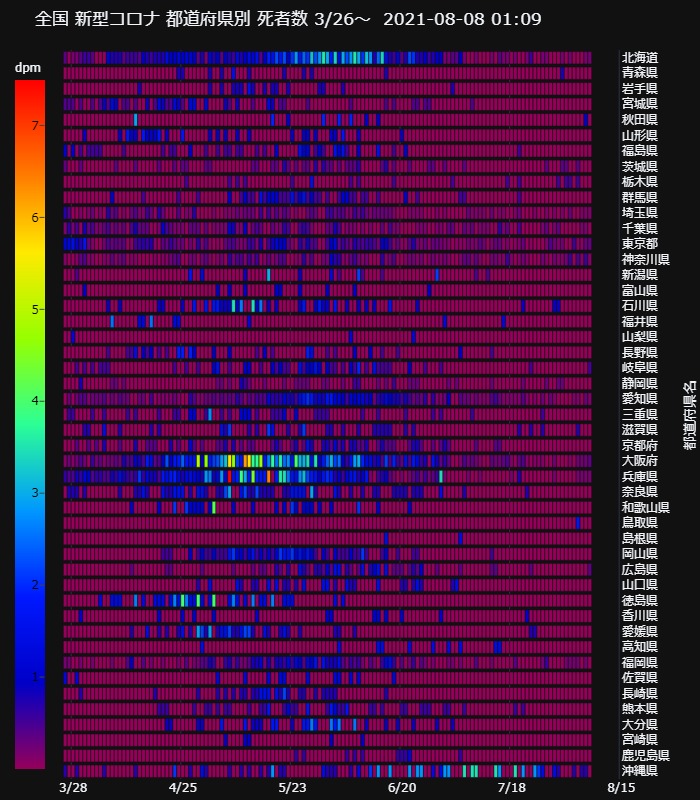 全国 新型コロナ 都道府県別 死者数 3/26～ 2021-08-08 01:09
dpm
7
6
5
4
3
2
1
北海道
青森県
岩手県
宮城県
秋田県
山形県
福島県
茨城県
栃木県
群馬県
埼玉県
千葉県
東京都
神奈川県
新潟県
富山県
石川県
福井県
山梨県
長野県
岐阜県
静岡県
愛知県
三重県
滋賀県
京都府
大阪府
兵庫県
奈良県
和歌山県
鳥取県
島根県
岡山県
広島県
山口県
徳島県
香川県
愛媛県
高知県
福岡県
佐賀県
長崎県
熊本県
大分県
宮崎県
鹿児島県
沖縄県
都道府県名
3/28 4/25 5/23 6/20 7/18 8/15